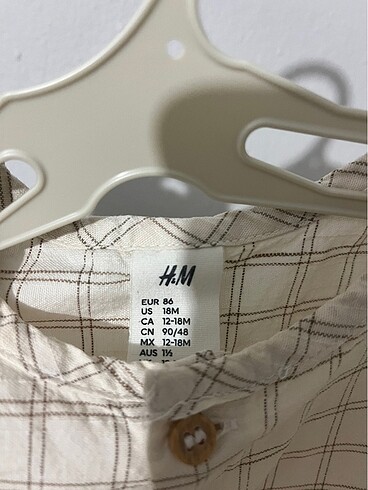 H.M
EUR 86
US 18M
CA 12-18M
CN 90/48
MX 12-18M
AUS 1½